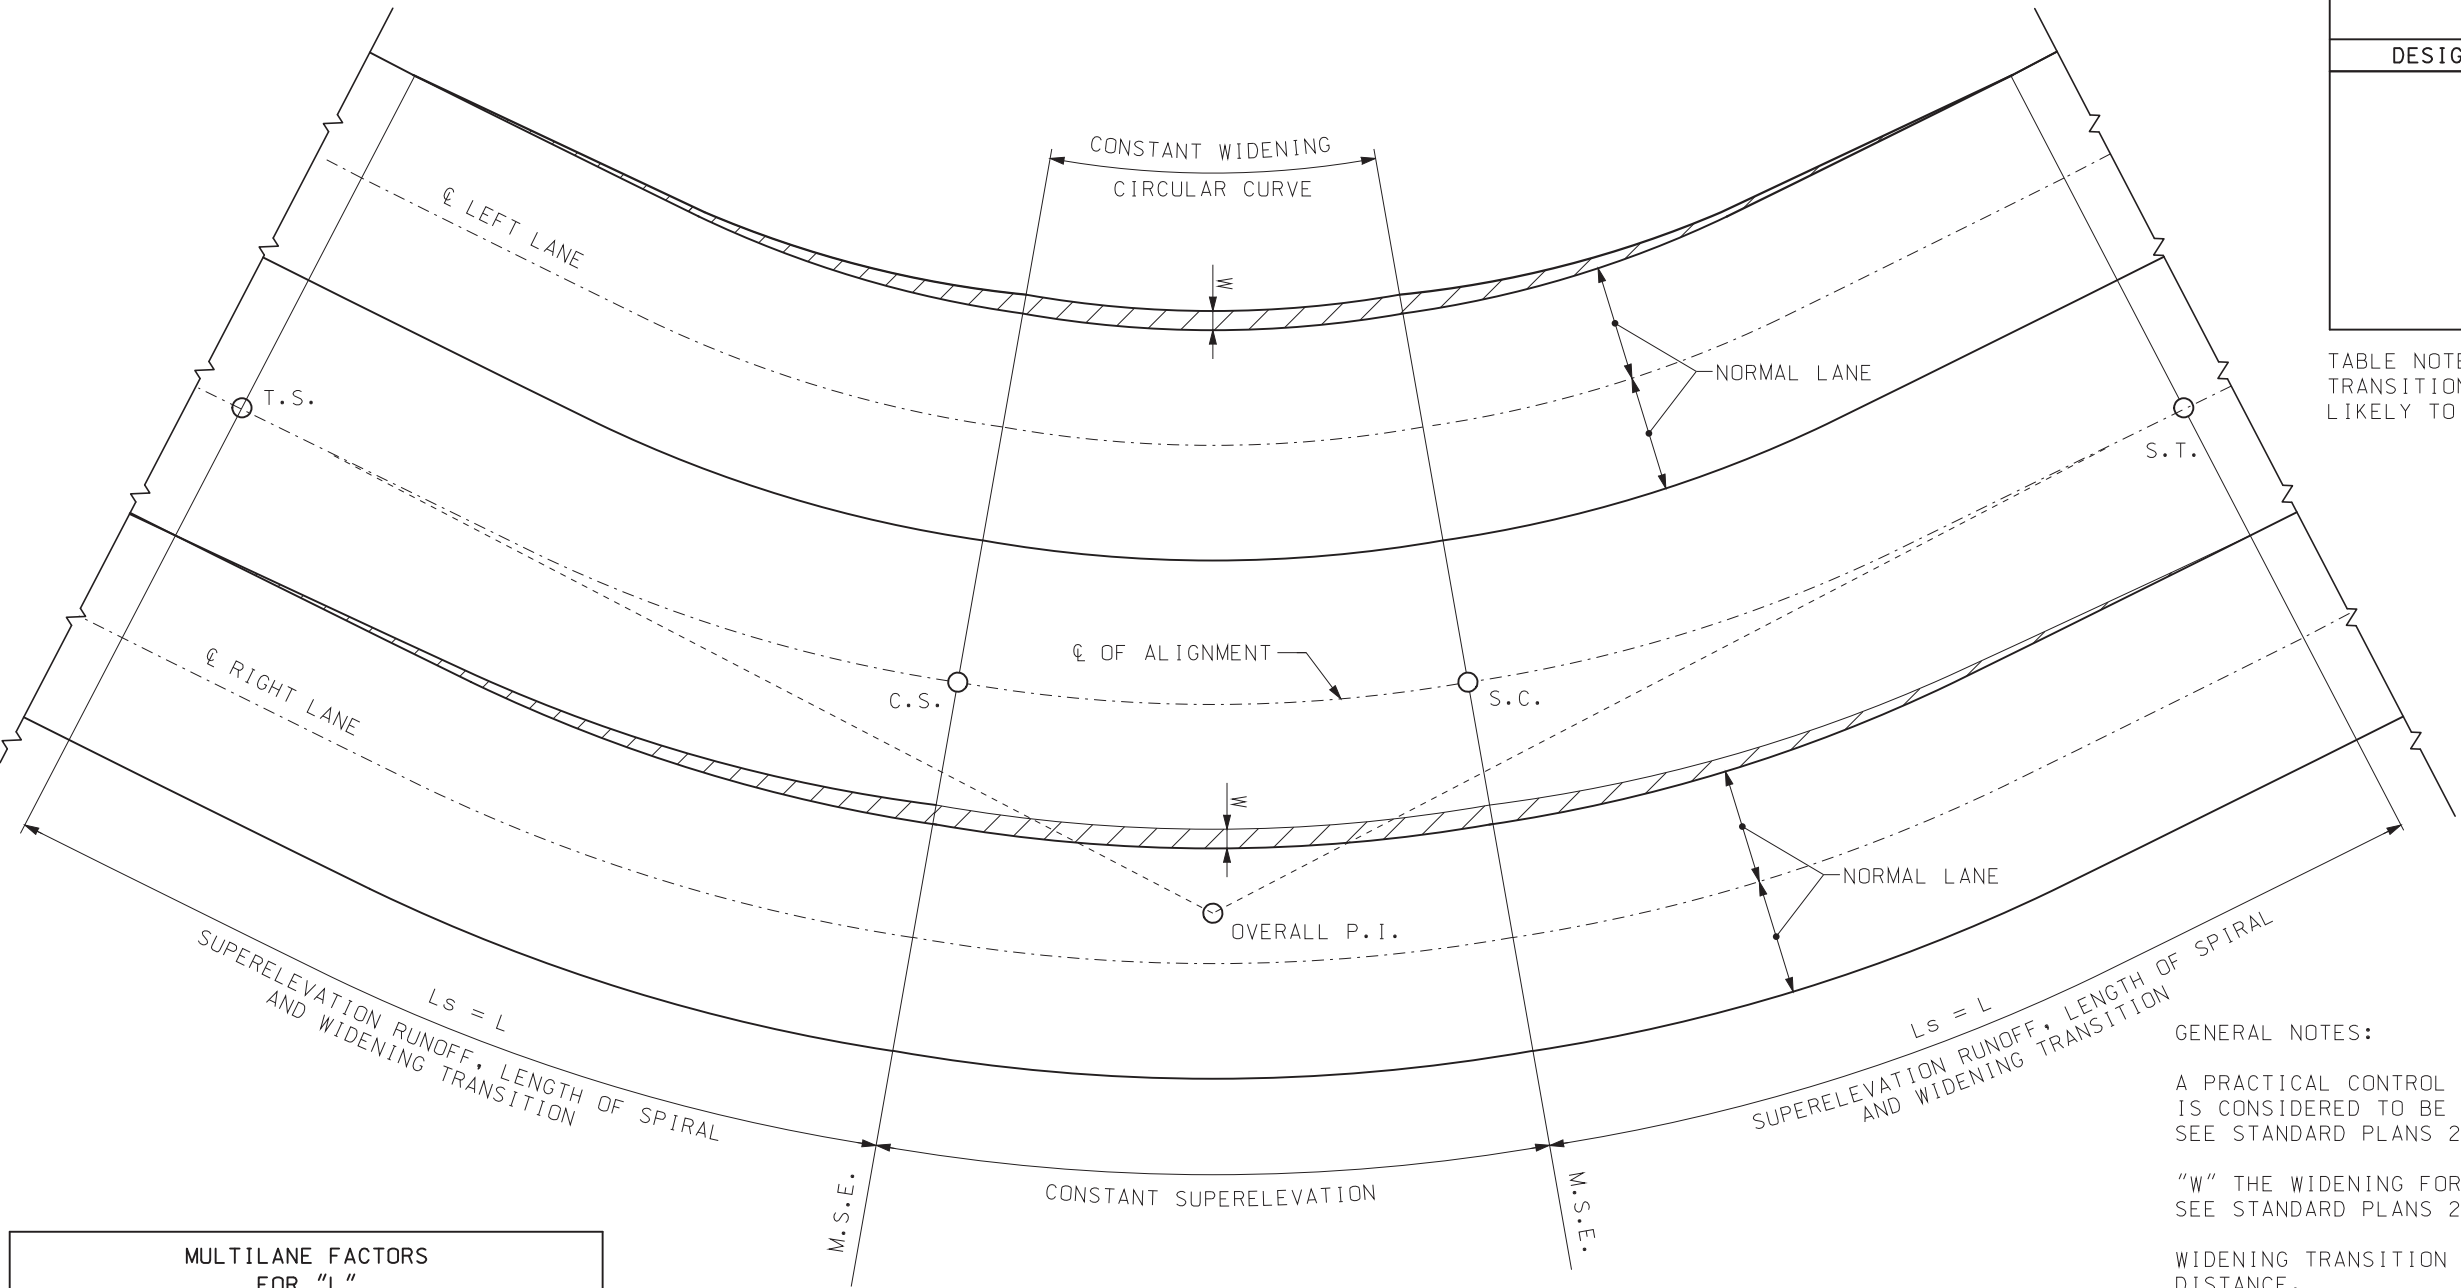 DESIG
CONSTANT WIDENING
CIRCULAR CURVE
℄ LEFT LANE
W
NORMAL LANE
TABLE NOTE
TRANSITION
LIKELY TO
T.S.
S.T.
℄ OF ALIGNMENT
C.S.
S.C.
℄ RIGHT LANE
W
NORMAL LANE
OVERALL P.I.
Ls = L
SUPERELEVATION RUNOFF, LENGTH OF SPIRAL
AND WIDENING TRANSITION
Ls = L
SUPERELEVATION RUNOFF, LENGTH OF SPIRAL
AND WIDENING TRANSITION
M.S.E.
CONSTANT SUPERELEVATION
M.S.E.
GENERAL NOTES:
A PRACTICAL CONTROL
IS CONSIDERED TO BE
SEE STANDARD PLANS 2
"W" THE WIDENING FOR
SEE STANDARD PLANS 2
WIDENING TRANSITION
DISTANCE.
MULTILANE FACTORS
FOR "L"